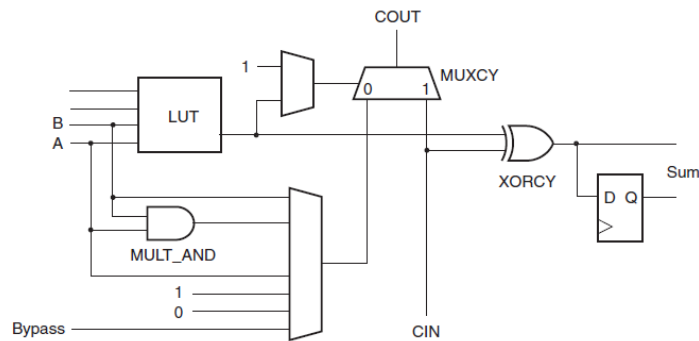 COUT
1
MUXCY
0 1
LUT
B
A
XORCY
Sum
D Q
MULT_AND
1
0
Bypass
CIN